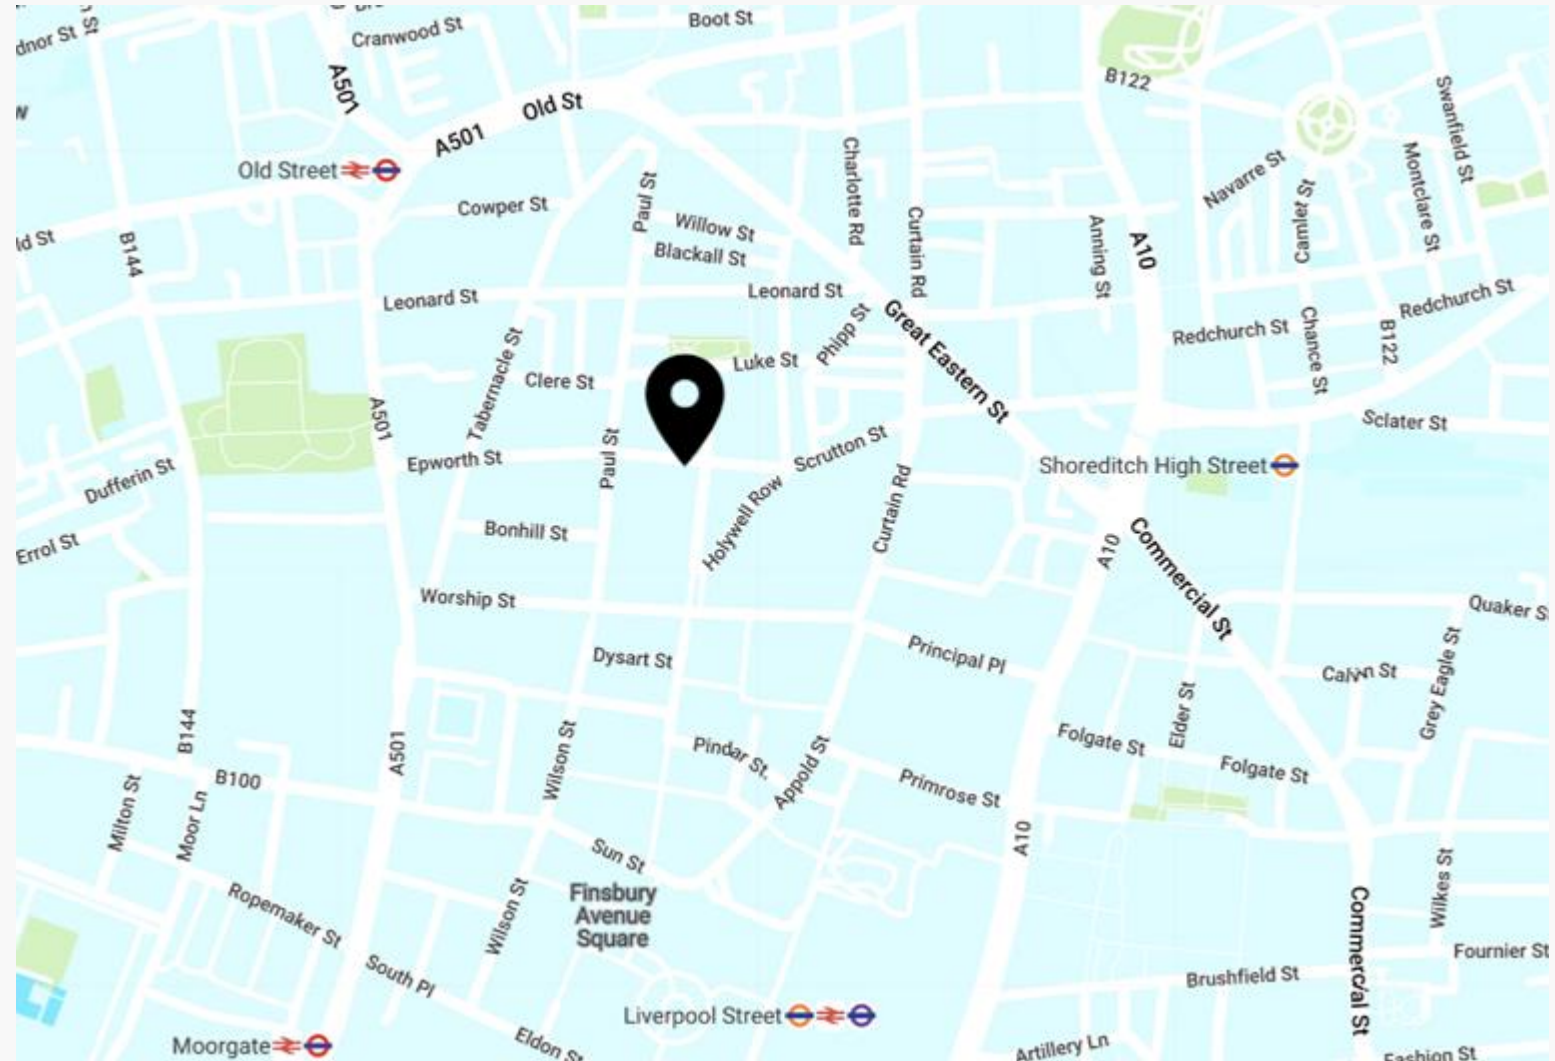 Boot St
Cranwood St
dnor St
A501
Old St
A501
B122
Swanfield St
Old Street
Charlotte Rd
Navarre St
Montclare St
Camlet St
Paul St
Cowper St
Willow St
Curtain Rd
Anning St
A10
ld St
B144
Blackall St
Leonard St
Leonard St
Redchurch St
Great Eastern St
Phipp St
Redchurch St
Chance St
B122
Tabernacle St
Luke St
Clere St
A501
Sclater St
Paul St
Scrutton St
Epworth St
Shoreditch High Street
Dufferin St
Holywell Row
Curtain Rd
Bonhill St
Errol St
A10
Commercial St
Worship St
Quaker S
Principal Pl
Dysart St
Calvin St
Grey Eagle St
Elder St
B144
A501
Wilson St
Pindar St.
Appold St
Folgate St
Folgate St
B100
Primrose St
Milton St
Moor Ln
A10
Sun St
Wilkes St
Finsbury
Avenue
Square
Ropemaker St
Wilson St
Commercial St
South Pl
Fournier St
Brushfield St
Liverpool Street
Moorgate
Eldon St
Artillery Ln
Fashion St